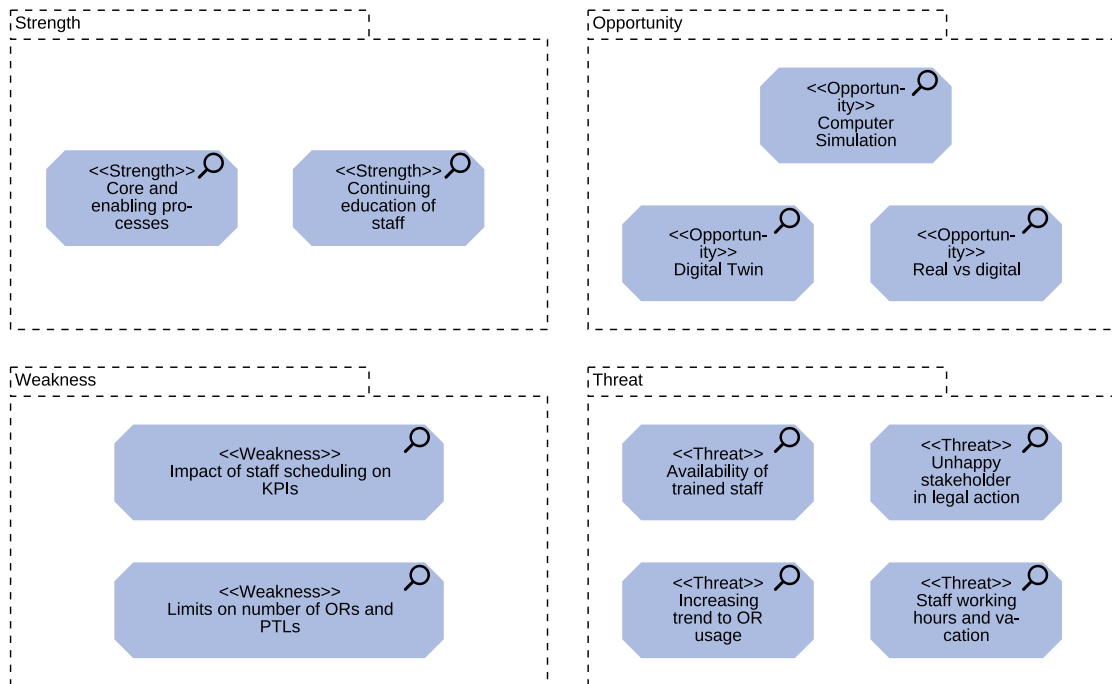 Strength
<<Strength>>
Core and
enabling pro-
cesses
<<Strength>>
Continuing
education of
staff
Opportunity
<<Opportun-
ity>>
Computer
Simulation
<<Opportun-
ity>>
Digital Twin
<<Opportun-
ity>>
Real vs digital
Weakness
<<Weakness>>
Impact of staff scheduling on
KPIs
<<Weakness>>
Limits on number of ORs and
PTLs
Threat
<<Threat>>
Availability of
trained staff
<<Threat>>
Unhappy
stakeholder
in legal action
<<Threat>>
Increasing
trend to OR
usage
<<Threat>>
Staff working
hours and va-
cation